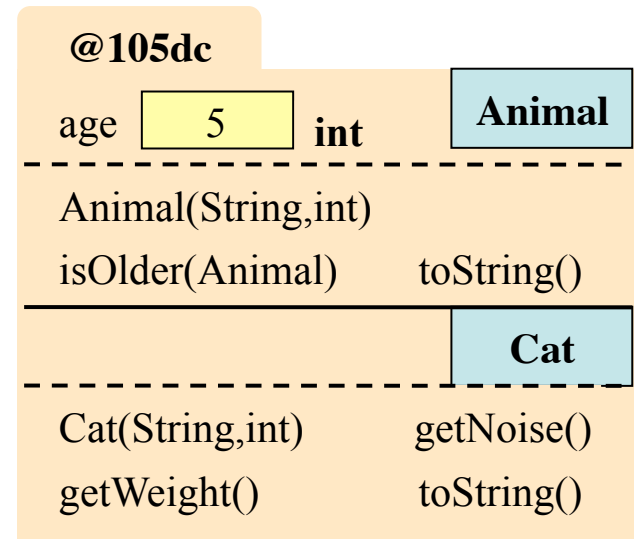 @105dc
age 5 int Animal
Animal(String,int)
isOlder(Animal) toString()
Cat
Cat(String,int) getNoise()
getWeight() toString()